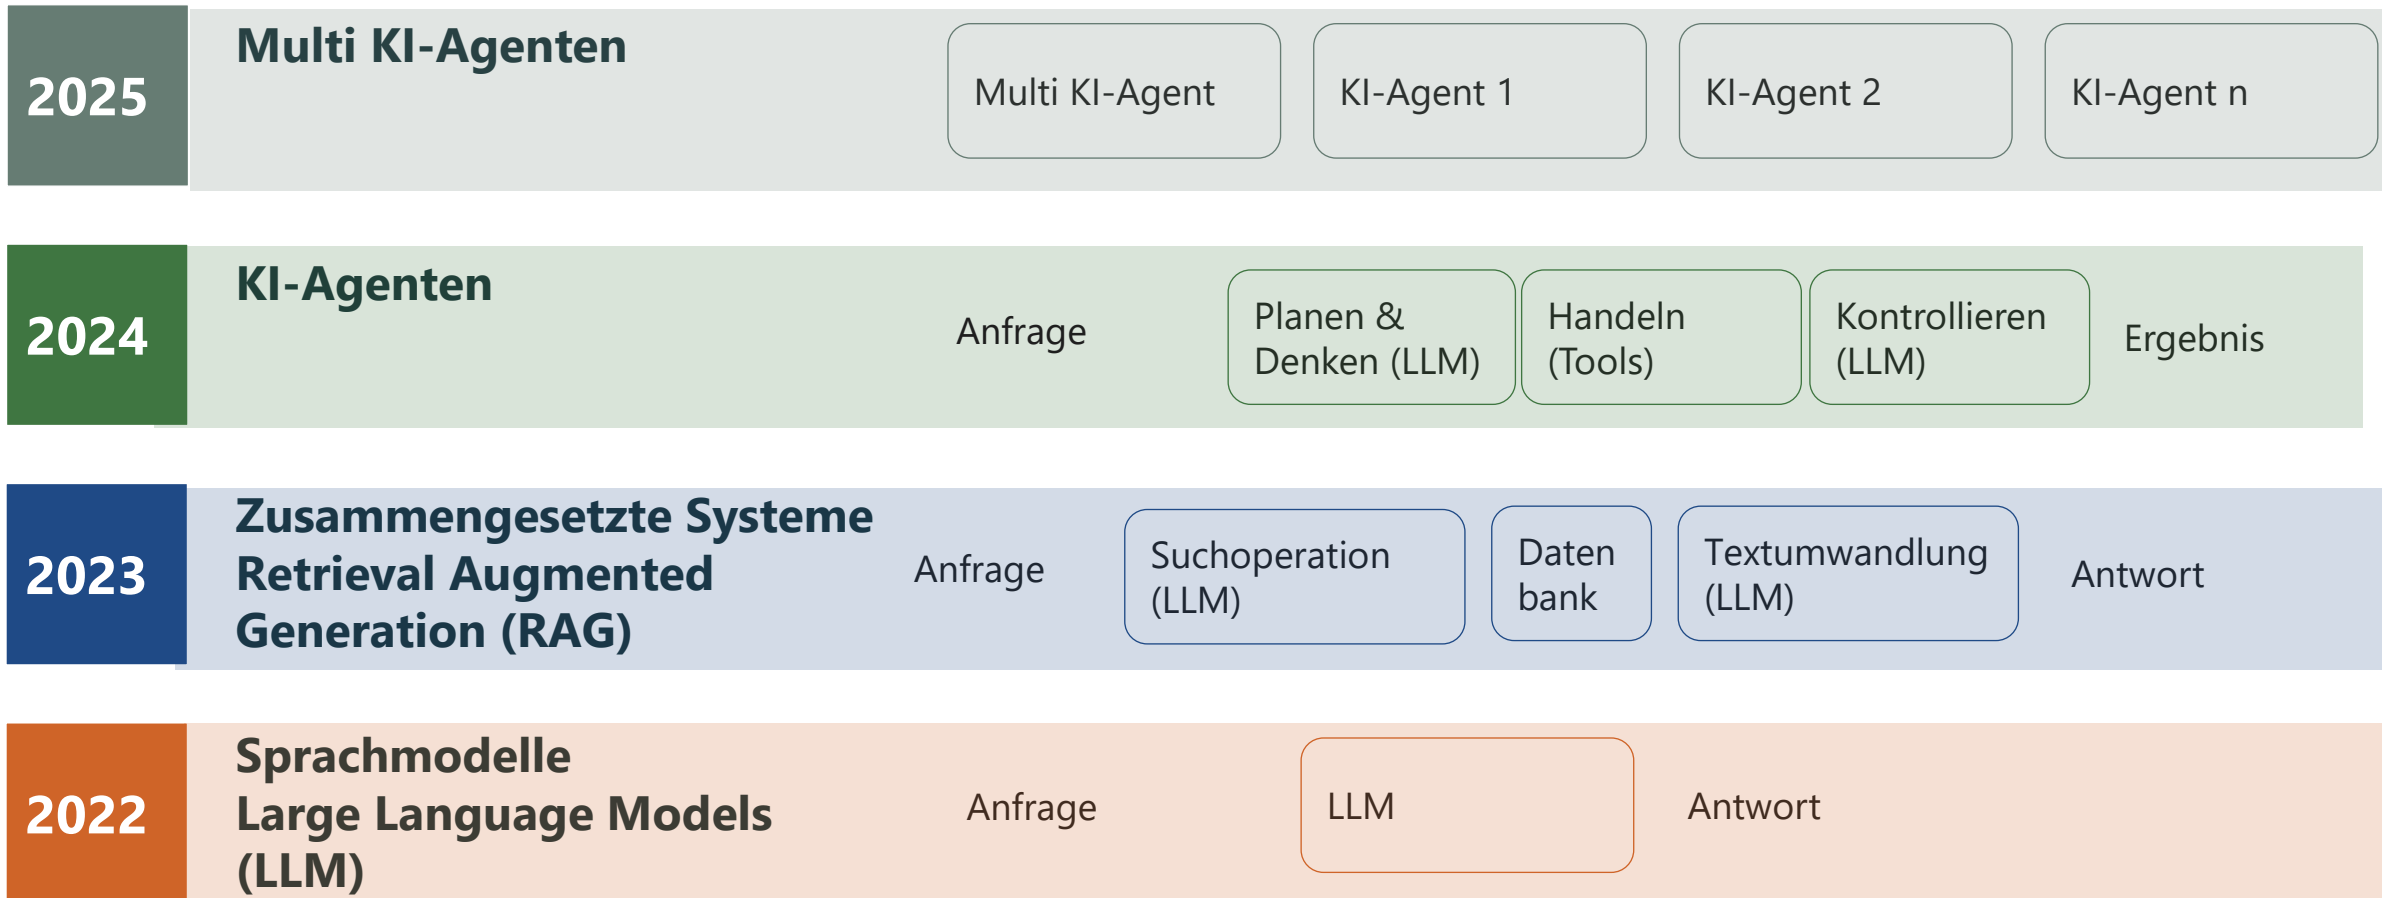 2025
Multi KI-Agenten
Multi KI-Agent
KI-Agent 1
KI-Agent 2
KI-Agent n
2024
KI-Agenten
Anfrage
Planen &
Denken (LLM)
Handeln
(Tools)
Kontrollieren
(LLM)
Ergebnis
2023
Zusammengesetzte Systeme
Retrieval Augmented
Generation (RAG)
Anfrage
Suchoperation
(LLM)
Daten
bank
Textumwandlung
(LLM)
Antwort
2022
Sprachmodelle
Large Language Models
(LLM)
Anfrage
LLM
Antwort